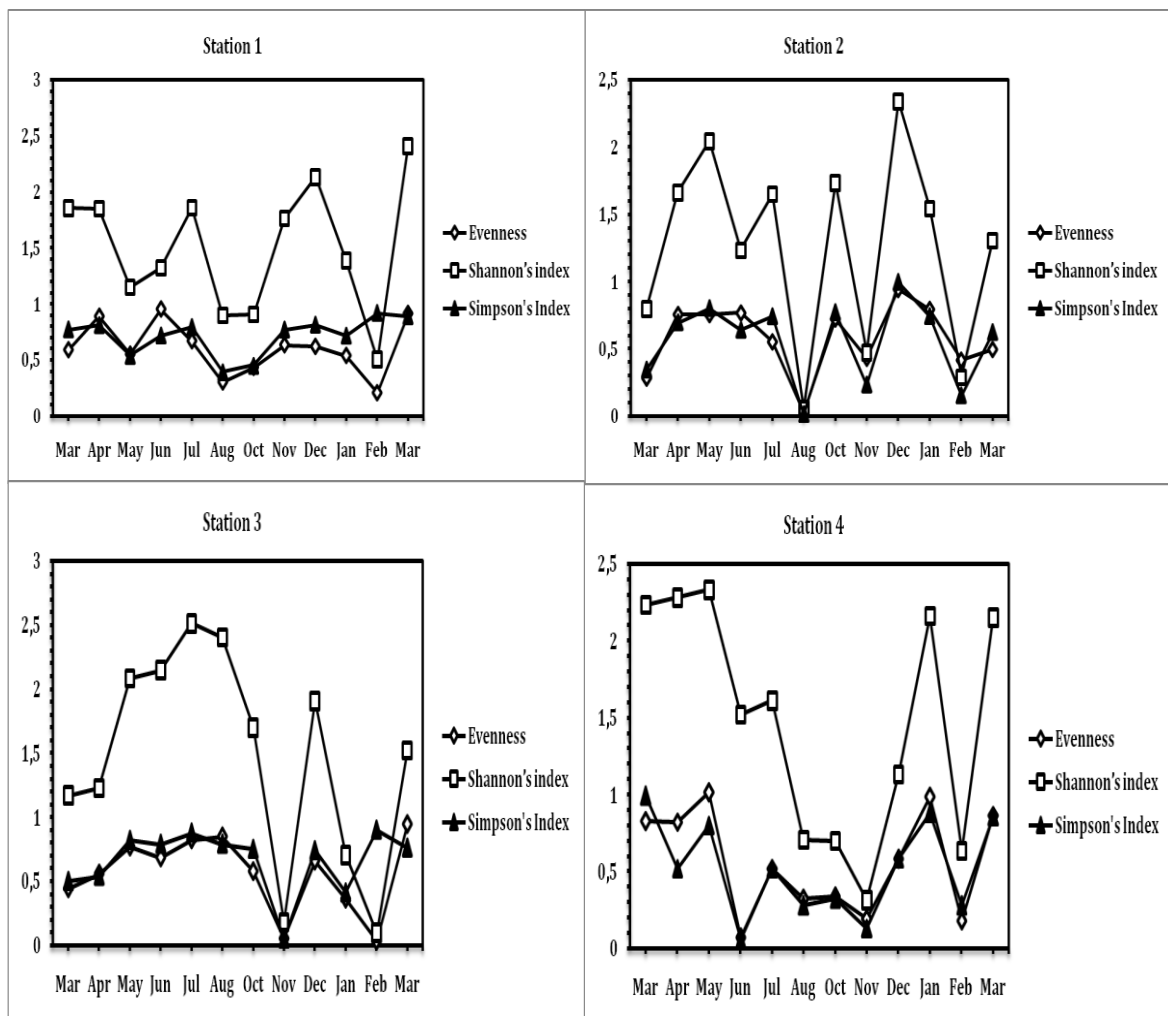 Station 1
3
2,5
2
1,5
1
0,5
0
Mar Apr May Jun Jul Aug Oct Nov Dec Jan Feb Mar
Evenness
Shannon's index
Simpson's Index
Station 2
2,5
2
1,5
1
0,5
0
Mar Apr May Jun Jul Aug Oct Nov Dec Jan Feb Mar
Evenness
Shannon's index
Simpson's Index
Station 3
3
2,5
2
1,5
1
0,5
0
Mar Apr May Jun Jul Aug Oct Nov Dec Jan Feb Mar
Evenness
Shannon's index
Simpson's Index
Station 4
2,5
2
1,5
1
0,5
0
Mar Apr May Jun Jul Aug Oct Nov Dec Jan Feb Mar
Evenness
Shannon's index
Simpson's Index